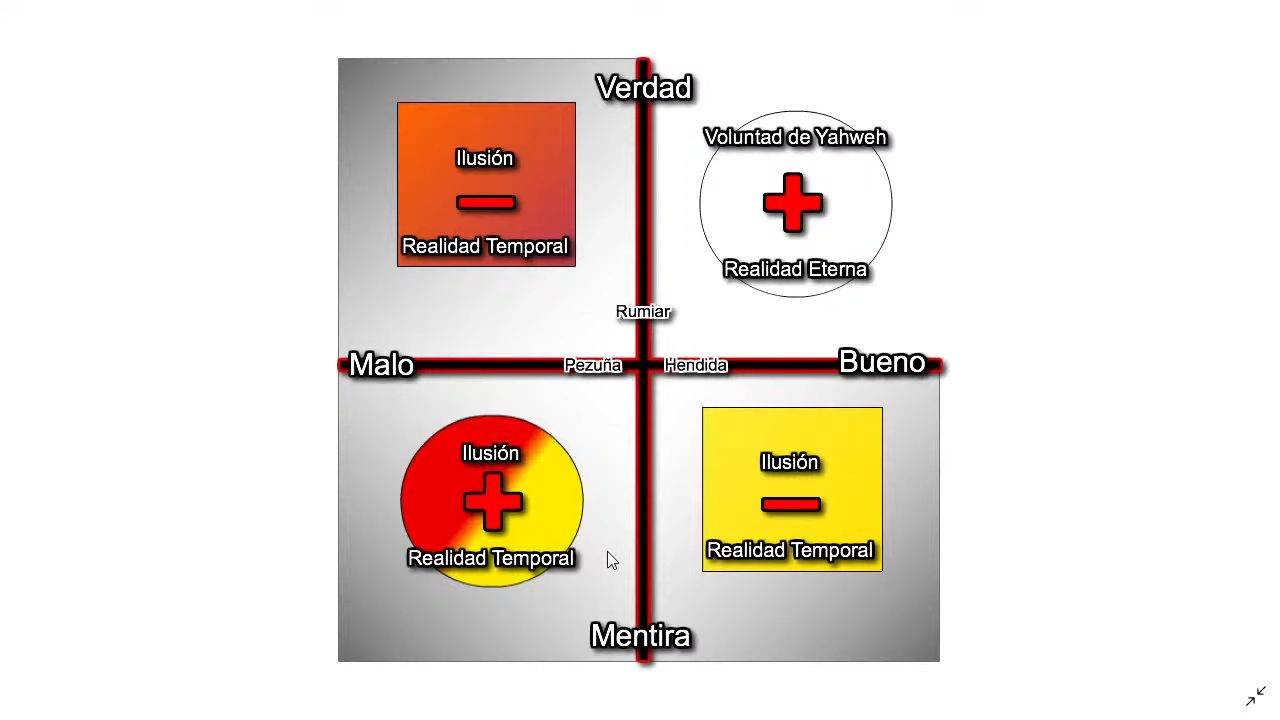 Verdad
Ilusión
Realidad Temporal
Voluntad de Yahweh
Realidad Eterna
Rumiar
Malo
Pezuña
Hendida
Bueno
Ilusión
Realidad Temporal
Ilusión
Realidad Temporal
Mentira